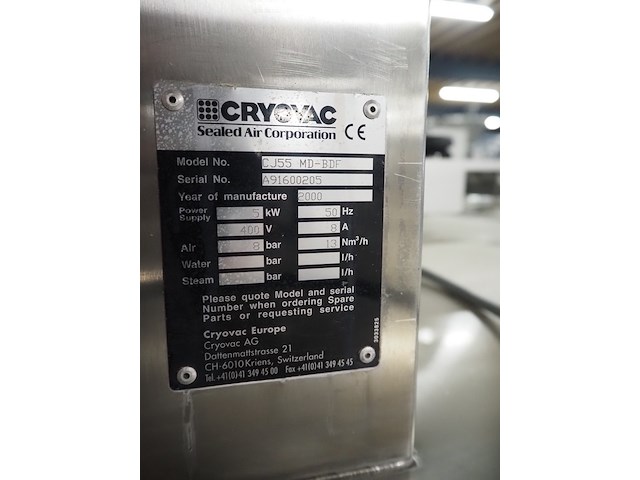 CRYOVAC
Sealed Air Corporation CE
Model No. CJ55 MD-BDF
Serial No. A91600205
Year of manufacture 2000
Power Supply 5 kW 50 Hz
400 V 8 A
Air 8 bar 13 Nm³/h
Water bar l/h
Steam bar l/h
Please quote Model and serial
Number when ordering Spare
Parts or requesting service
Cryovac Europe
Cryovac AG
Dattenmattstrasse 21
CH-6010 Kriens, Switzerland
Tel. +41(0)41 349 45 00 Fax +41(0)41 349 45 45
3033825